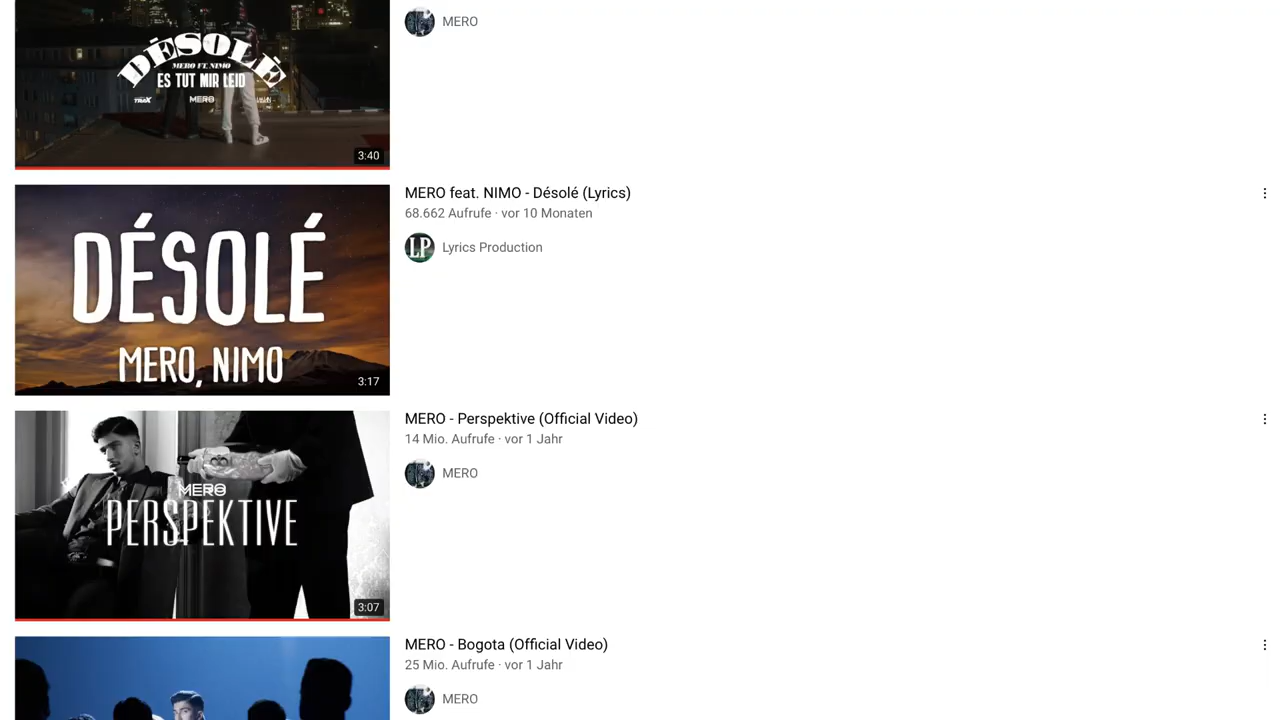 DÉSOLÉ
MERO FT. NIMO
ES TUT MIR LEID
TRAX
MERO
3:40
MERO
MERO feat. NIMO - Désolé (Lyrics)
68.662 Aufrufe · vor 10 Monaten
LP
Lyrics Production
DÉSOLÉ
MERO, NIMO
3:17
MERO - Perspektive (Official Video)
14 Mio. Aufrufe · vor 1 Jahr
MERO
MERO
PERSPEKTIVE
3:07
MERO - Bogota (Official Video)
25 Mio. Aufrufe · vor 1 Jahr
MERO